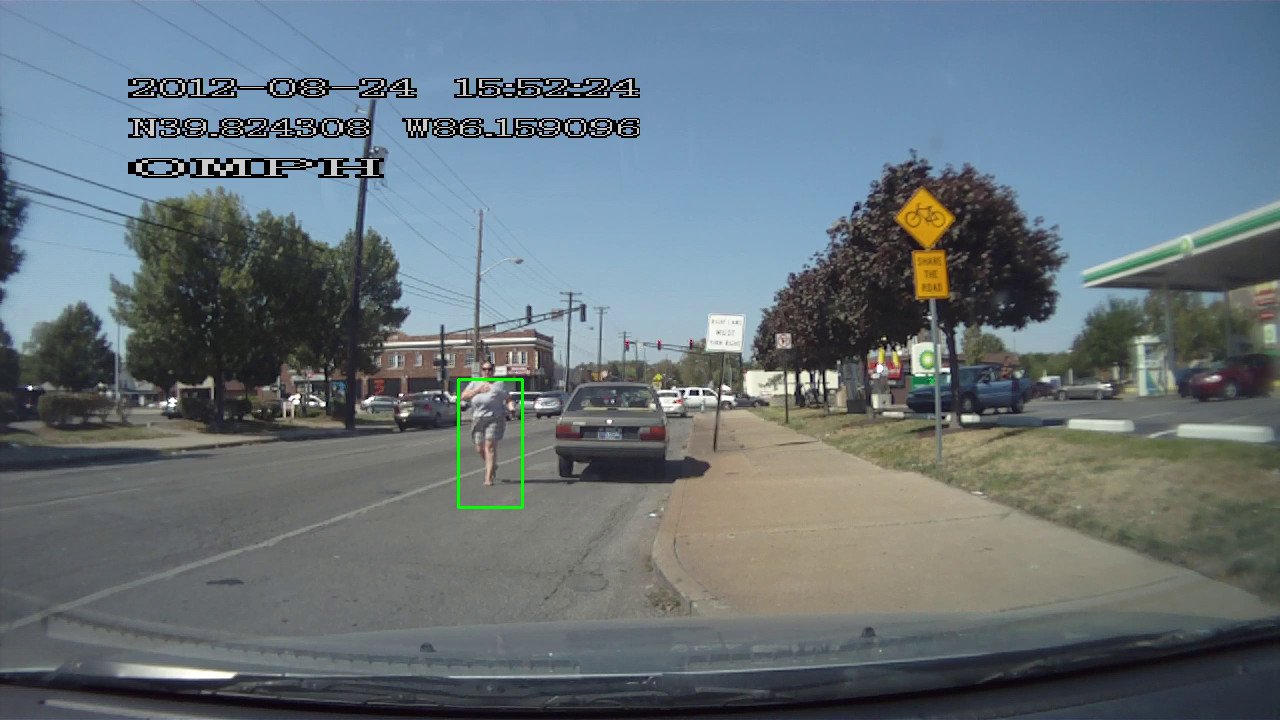 2012-08-24 15:52:24
N39.824308 W86.159096
0MPH
SHARE
THE
ROAD
RIGHT LANE
MUST
TURN RIGHT
bp